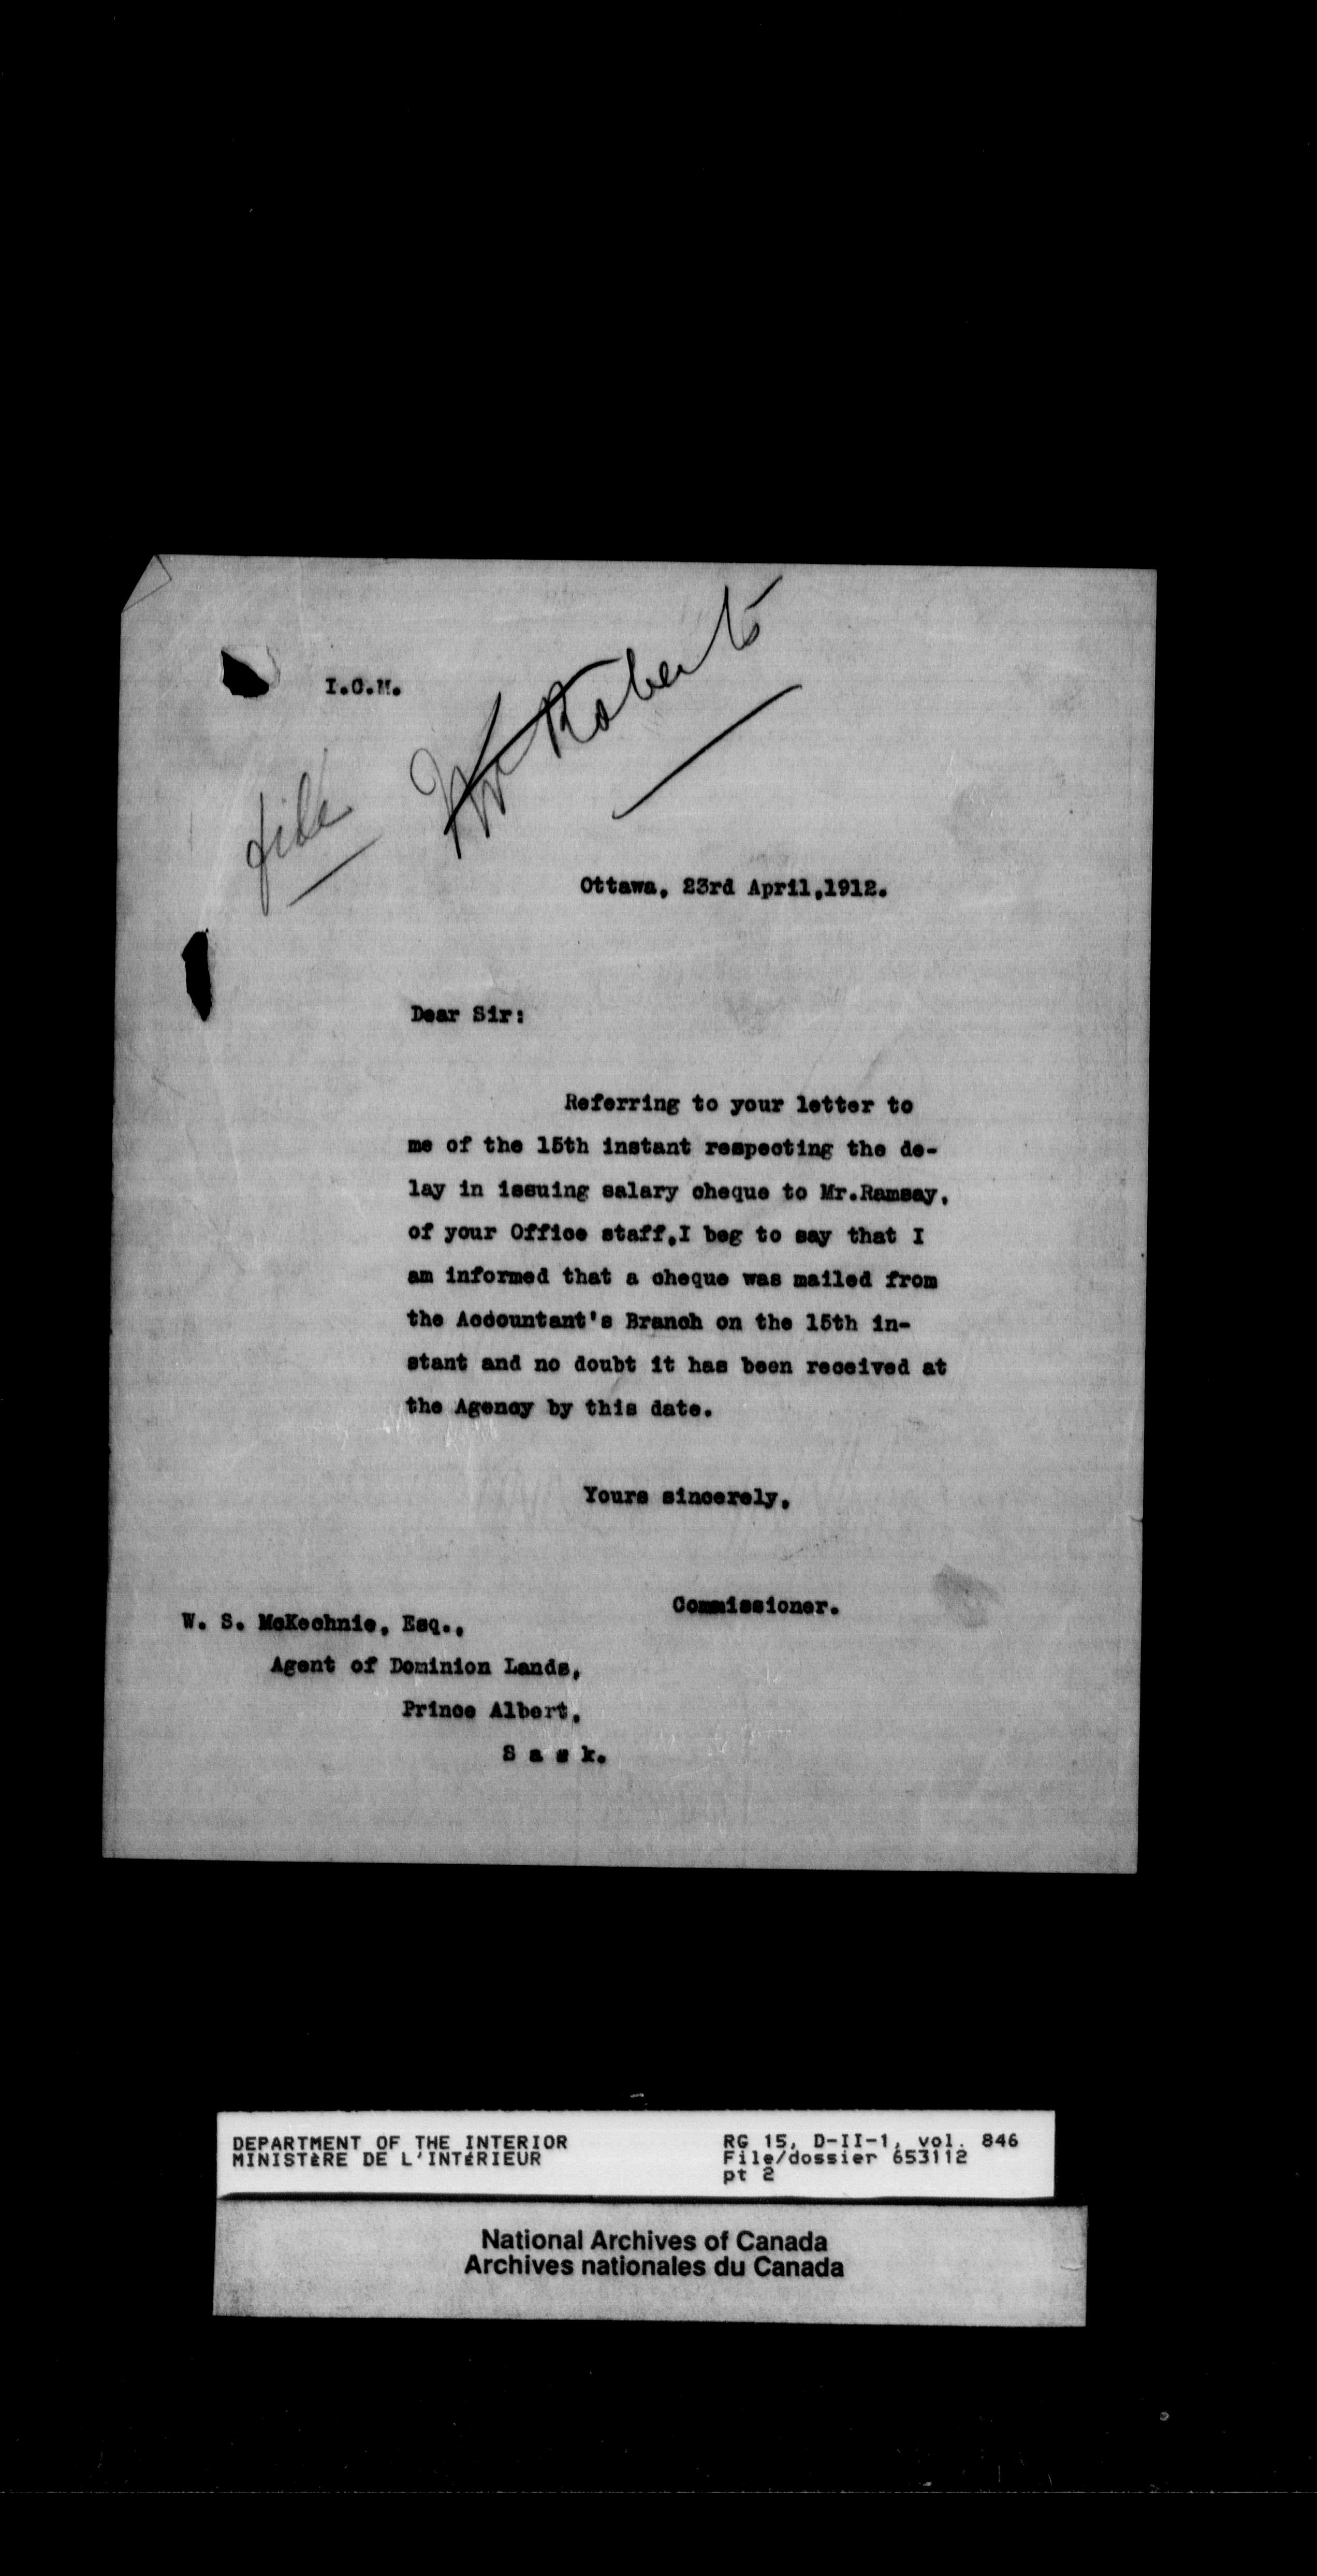 I.O.M.
Mr Roberts
file
Ottawa, 23rd April,1912.
Dear Sir:
Referring to your letter to
me of the 15th instant respecting the de-
lay in issuing salary cheque to Mr.Ramsay,
of your Office staff,I beg to say that I
am informed that a cheque was mailed from
the Accountant's Branch on the 15th in-
stant and no doubt it has been received at
the Agency by this date.
Yours sincerely,
Commissioner.
W. S. McKechnie, Esq.,
Agent of Dominion Lands,
Prince Albert,
S a s k.
DEPARTMENT OF THE INTERIOR
MINISTÈRE DE L'INTÉRIEUR
RG 15, D-II-1, vol. 846
File/dossier 653112
pt 2
National Archives of Canada
Archives nationales du Canada